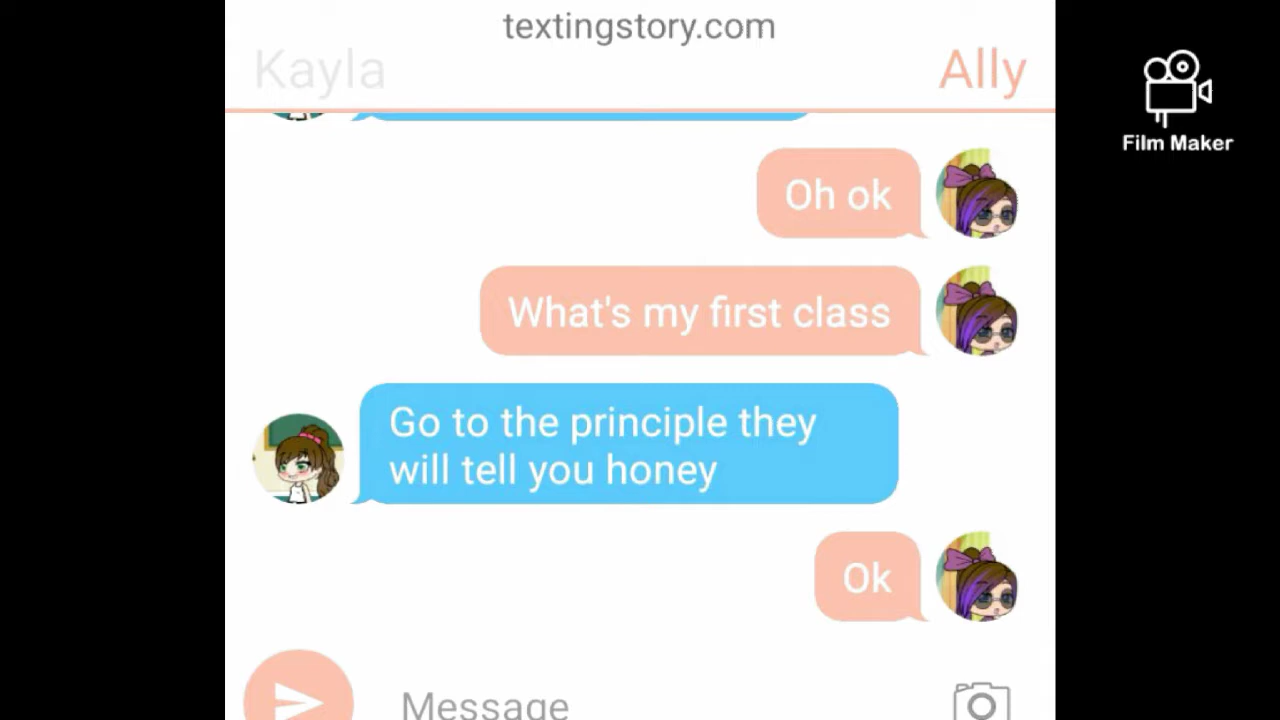 textingstory.com
Kayla
Ally
Film Maker
Oh ok
What's my first class
Go to the principle they
will tell you honey
Ok
Message